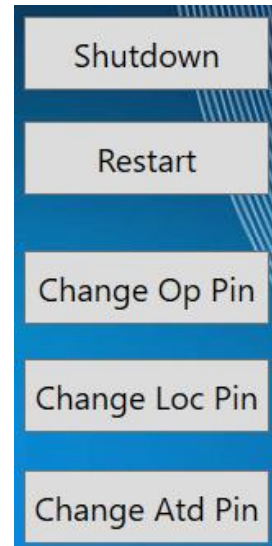 Shutdown
Restart
Change Op Pin
Change Loc Pin
Change Atd Pin